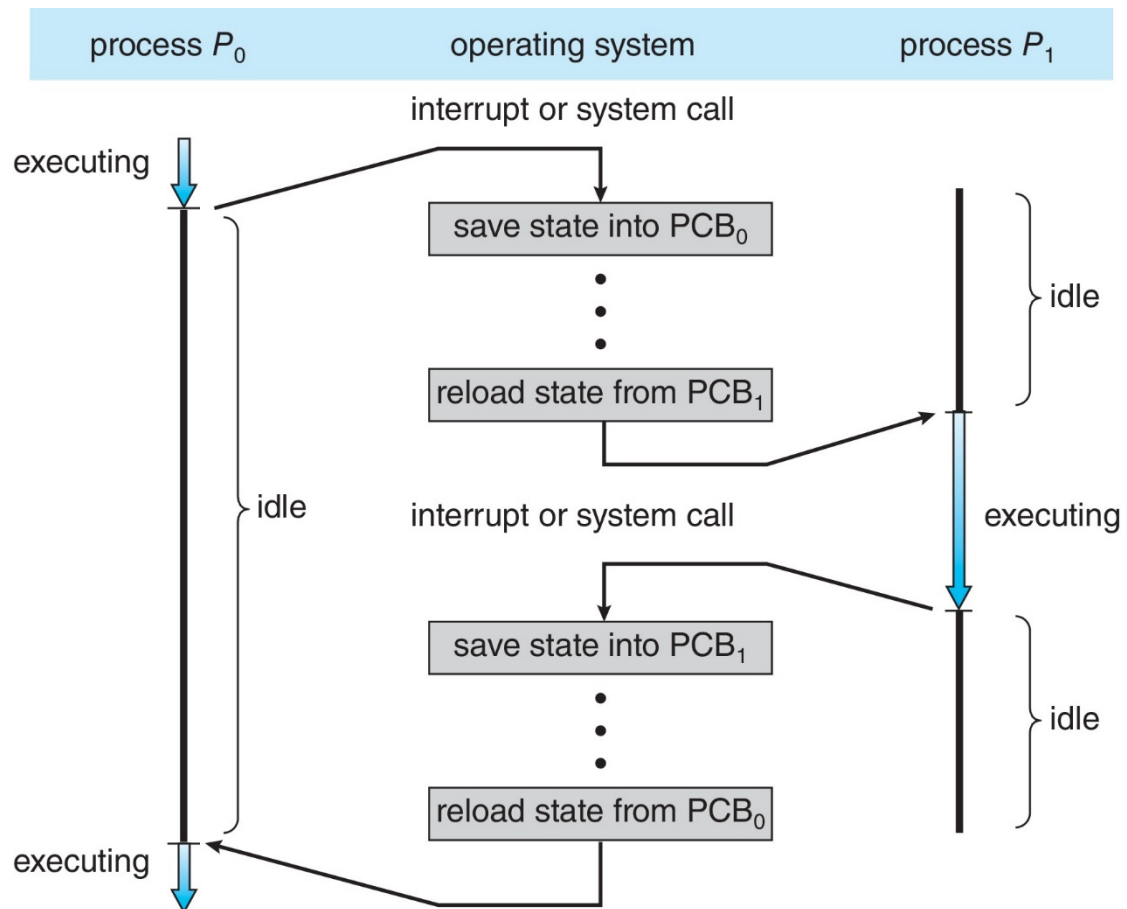 process P₀ operating system process P₁
interrupt or system call
executing
save state into PCB₀
idle
reload state from PCB₁
idle
interrupt or system call
executing
save state into PCB₁
idle
reload state from PCB₀
executing